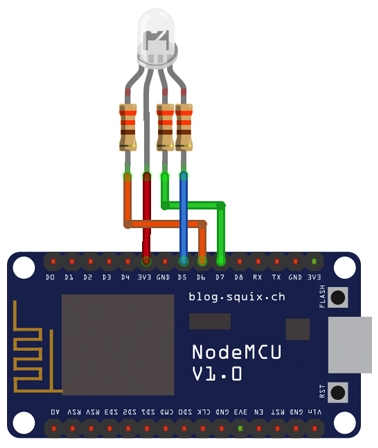 D0 D1 D2 D3 D4 3V3 GND D5 D6 D7 D8 RX TX GND 3V3
blog.squix.ch
FLASH
NodeMCU
V1.0
RST
A0 RSV RSV SD3 SD2 SD1 CMD SD0 CLK GND 3V3 EN RST GND Vin